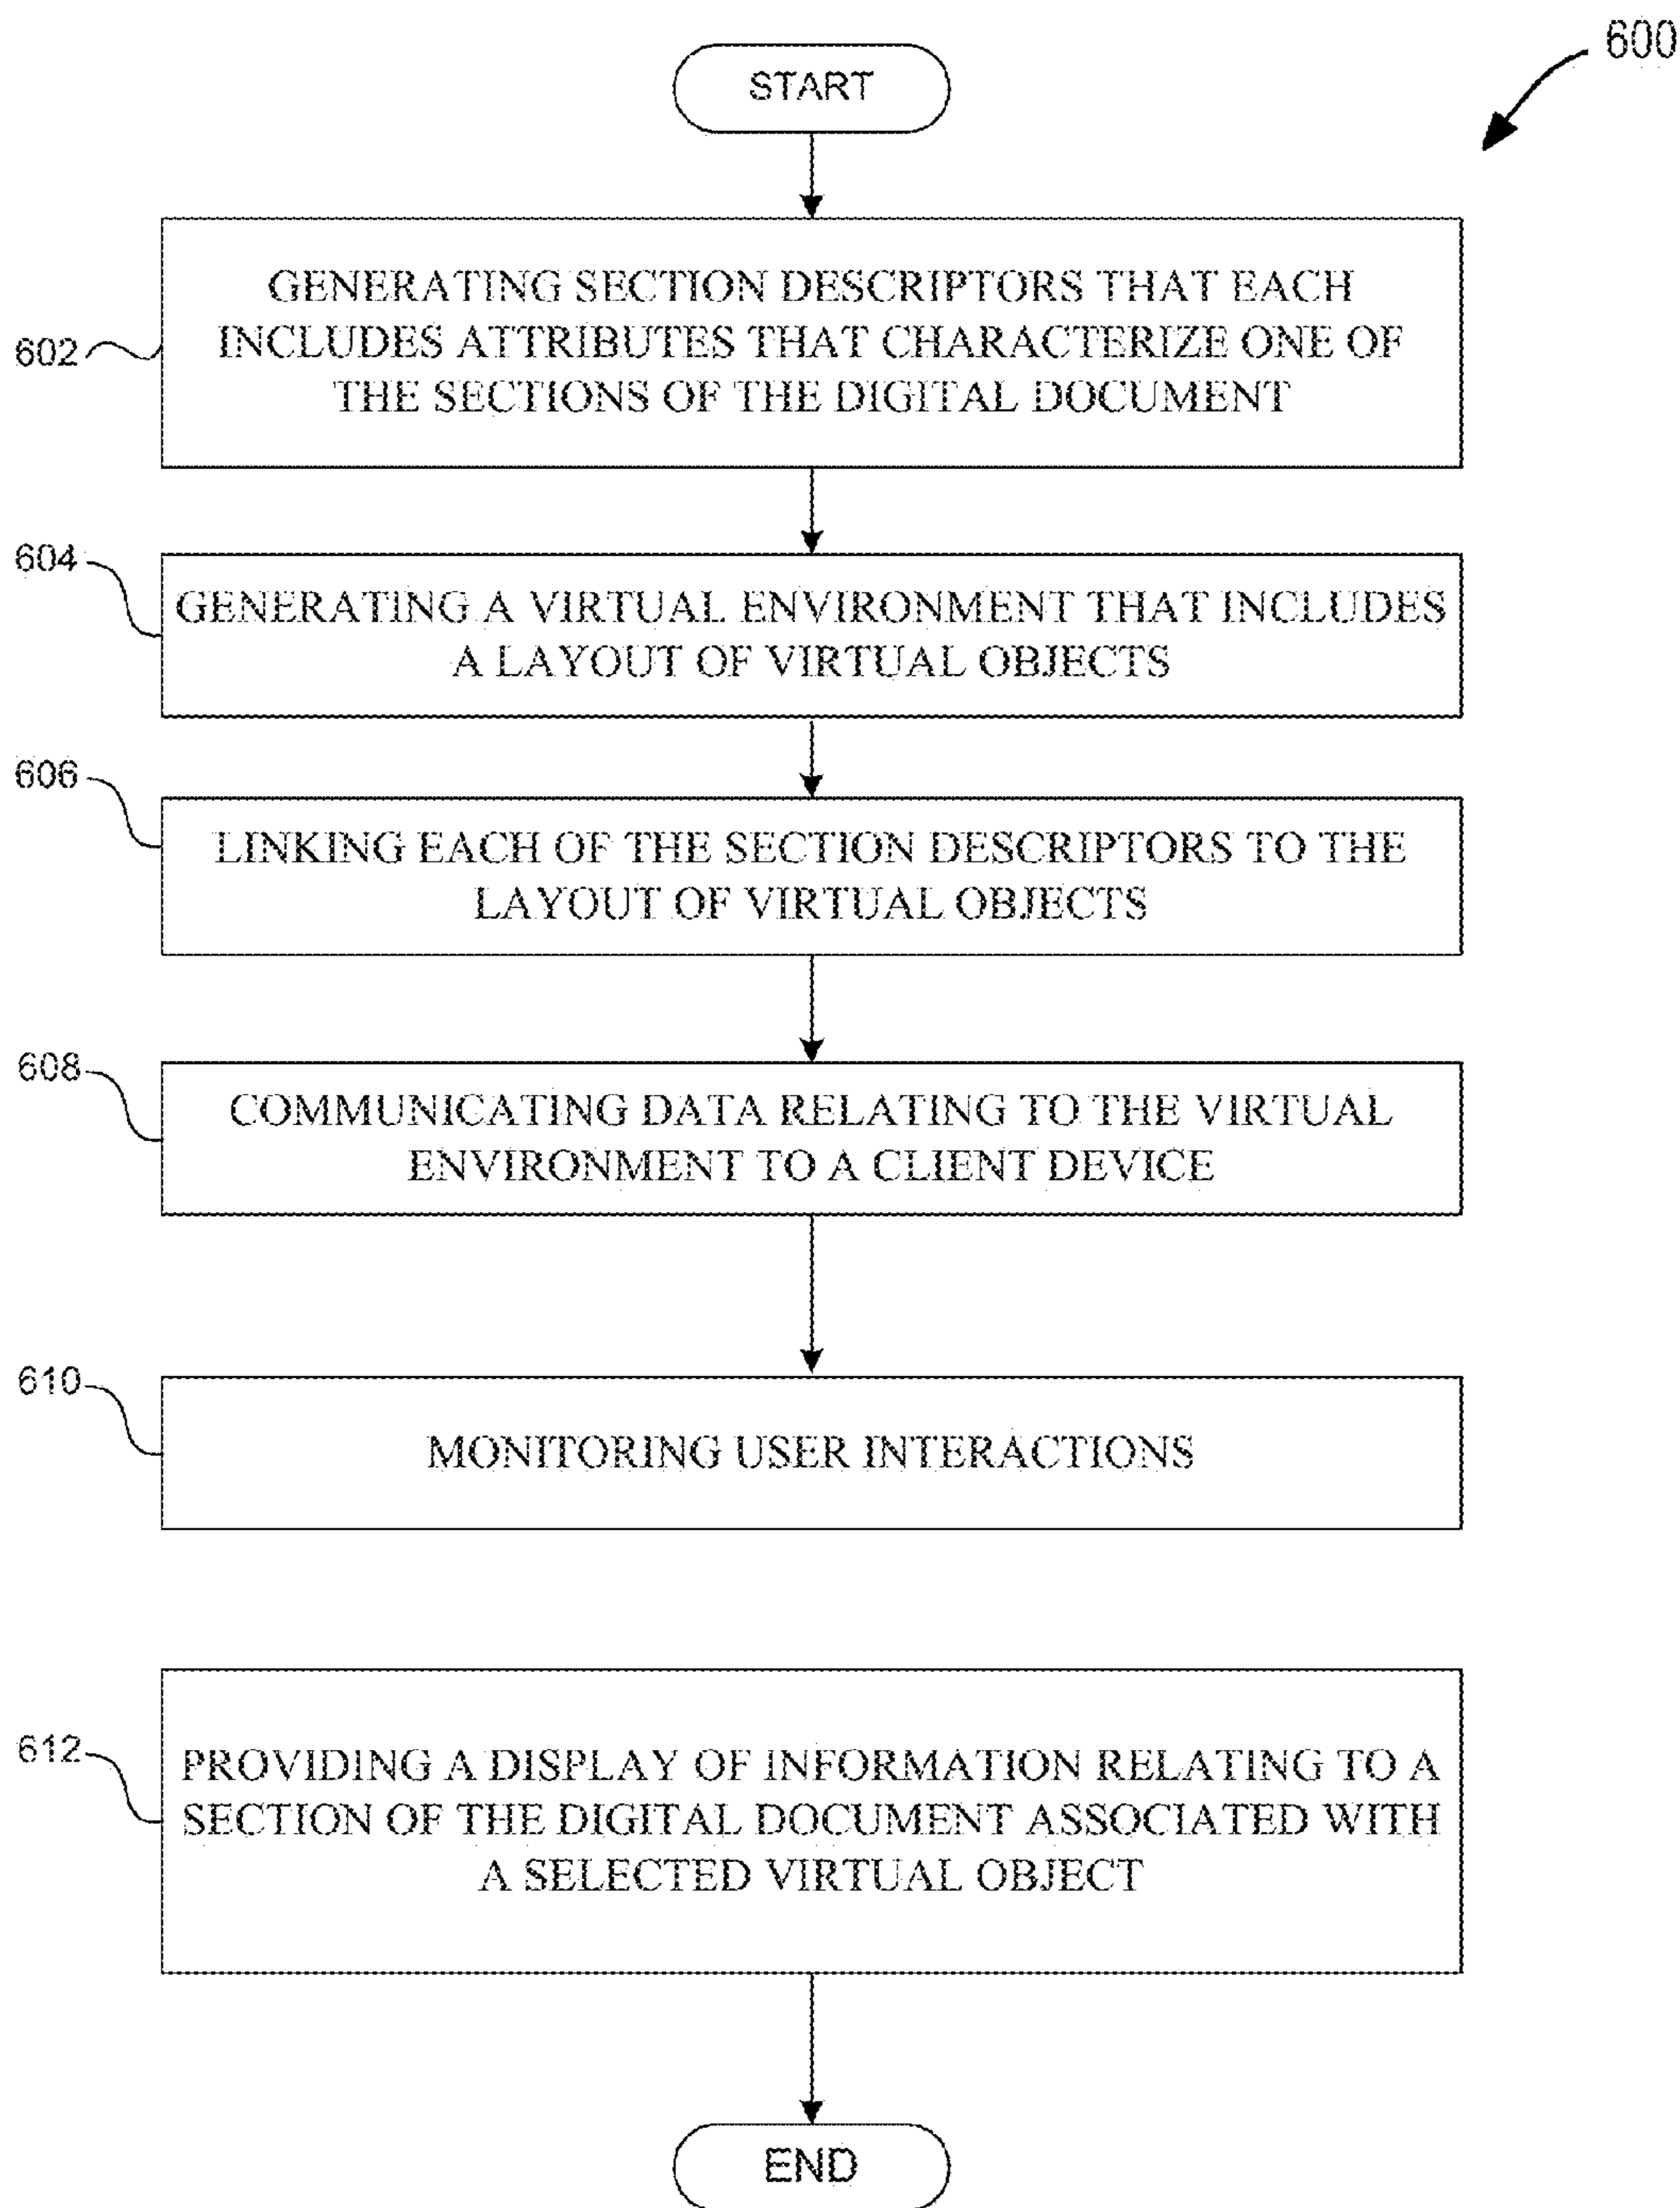 600
START
602
GENERATING SECTION DESCRIPTORS THAT EACH
INCLUDES ATTRIBUTES THAT CHARACTERIZE ONE OF
THE SECTIONS OF THE DIGITAL DOCUMENT
604
GENERATING A VIRTUAL ENVIRONMENT THAT INCLUDES
A LAYOUT OF VIRTUAL OBJECTS
606
LINKING EACH OF THE SECTION DESCRIPTORS TO THE
LAYOUT OF VIRTUAL OBJECTS
608
COMMUNICATING DATA RELATING TO THE VIRTUAL
ENVIRONMENT TO A CLIENT DEVICE
610
MONITORING USER INTERACTIONS
612
PROVIDING A DISPLAY OF INFORMATION RELATING TO A
SECTION OF THE DIGITAL DOCUMENT ASSOCIATED WITH
A SELECTED VIRTUAL OBJECT
END